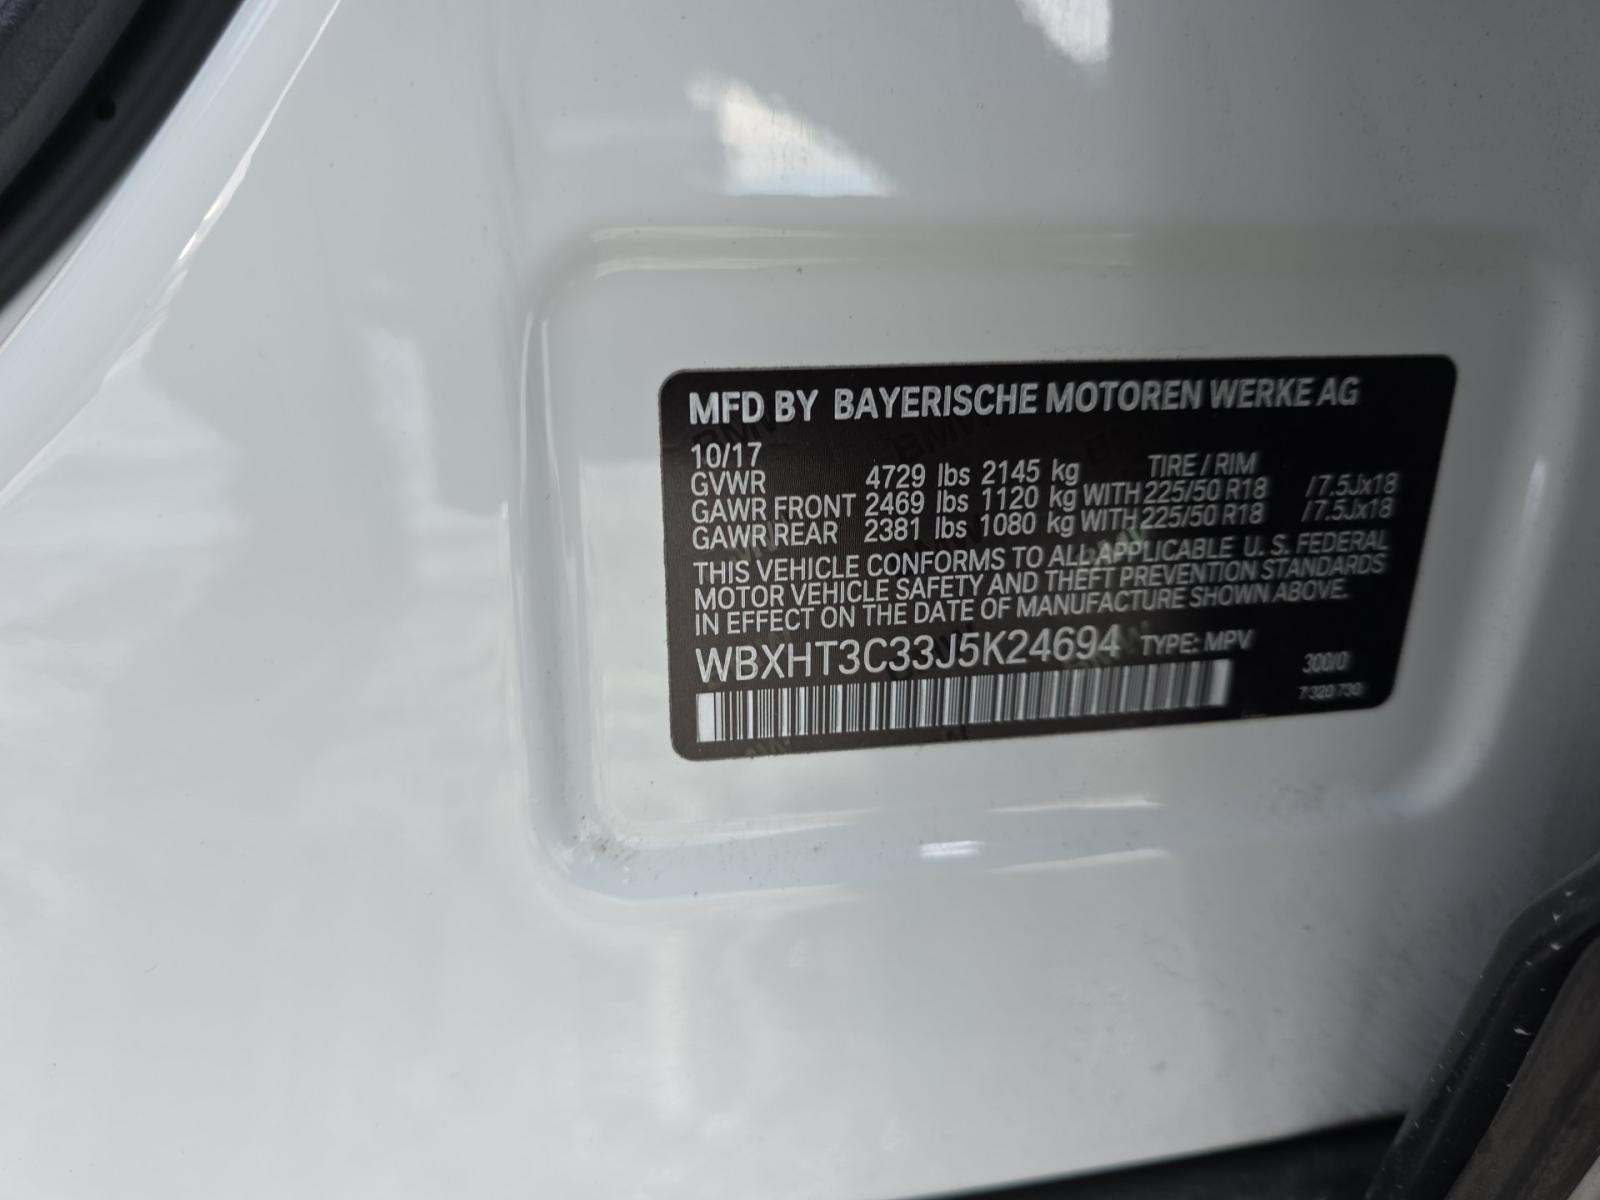 MFD BY BAYERISCHE MOTOREN WERKE AG
10/17 TIRE / RIM
GVWR 4729 lbs 2145 kg
GAWR FRONT 2469 lbs 1120 kg WITH 225/50 R18 /7.5Jx18
GAWR REAR 2381 lbs 1080 kg WITH 225/50 R18 /7.5Jx18
THIS VEHICLE CONFORMS TO ALL APPLICABLE U. S. FEDERAL
MOTOR VEHICLE SAFETY AND THEFT PREVENTION STANDARDS
IN EFFECT ON THE DATE OF MANUFACTURE SHOWN ABOVE.
WBXHT3C33J5K24694 TYPE: MPV
300/0
7 320 730